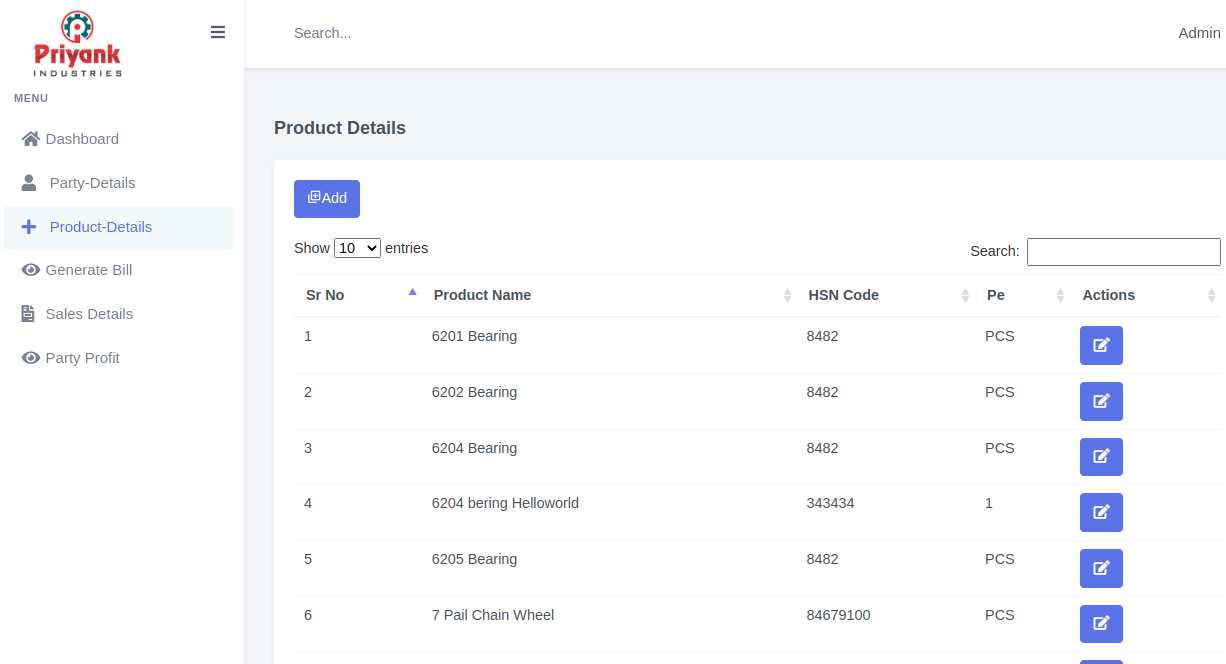 Priyank
INDUSTRIES
MENU
Dashboard
Party-Details
Product-Details
Generate Bill
Sales Details
Party Profit
Search...
Admin
Product Details
Add
Show 10 entries
Search:
Sr No Product Name HSN Code Pe Actions
1 6201 Bearing 8482 PCS
2 6202 Bearing 8482 PCS
3 6204 Bearing 8482 PCS
4 6204 bering Helloworld 343434 1
5 6205 Bearing 8482 PCS
6 7 Pail Chain Wheel 84679100 PCS